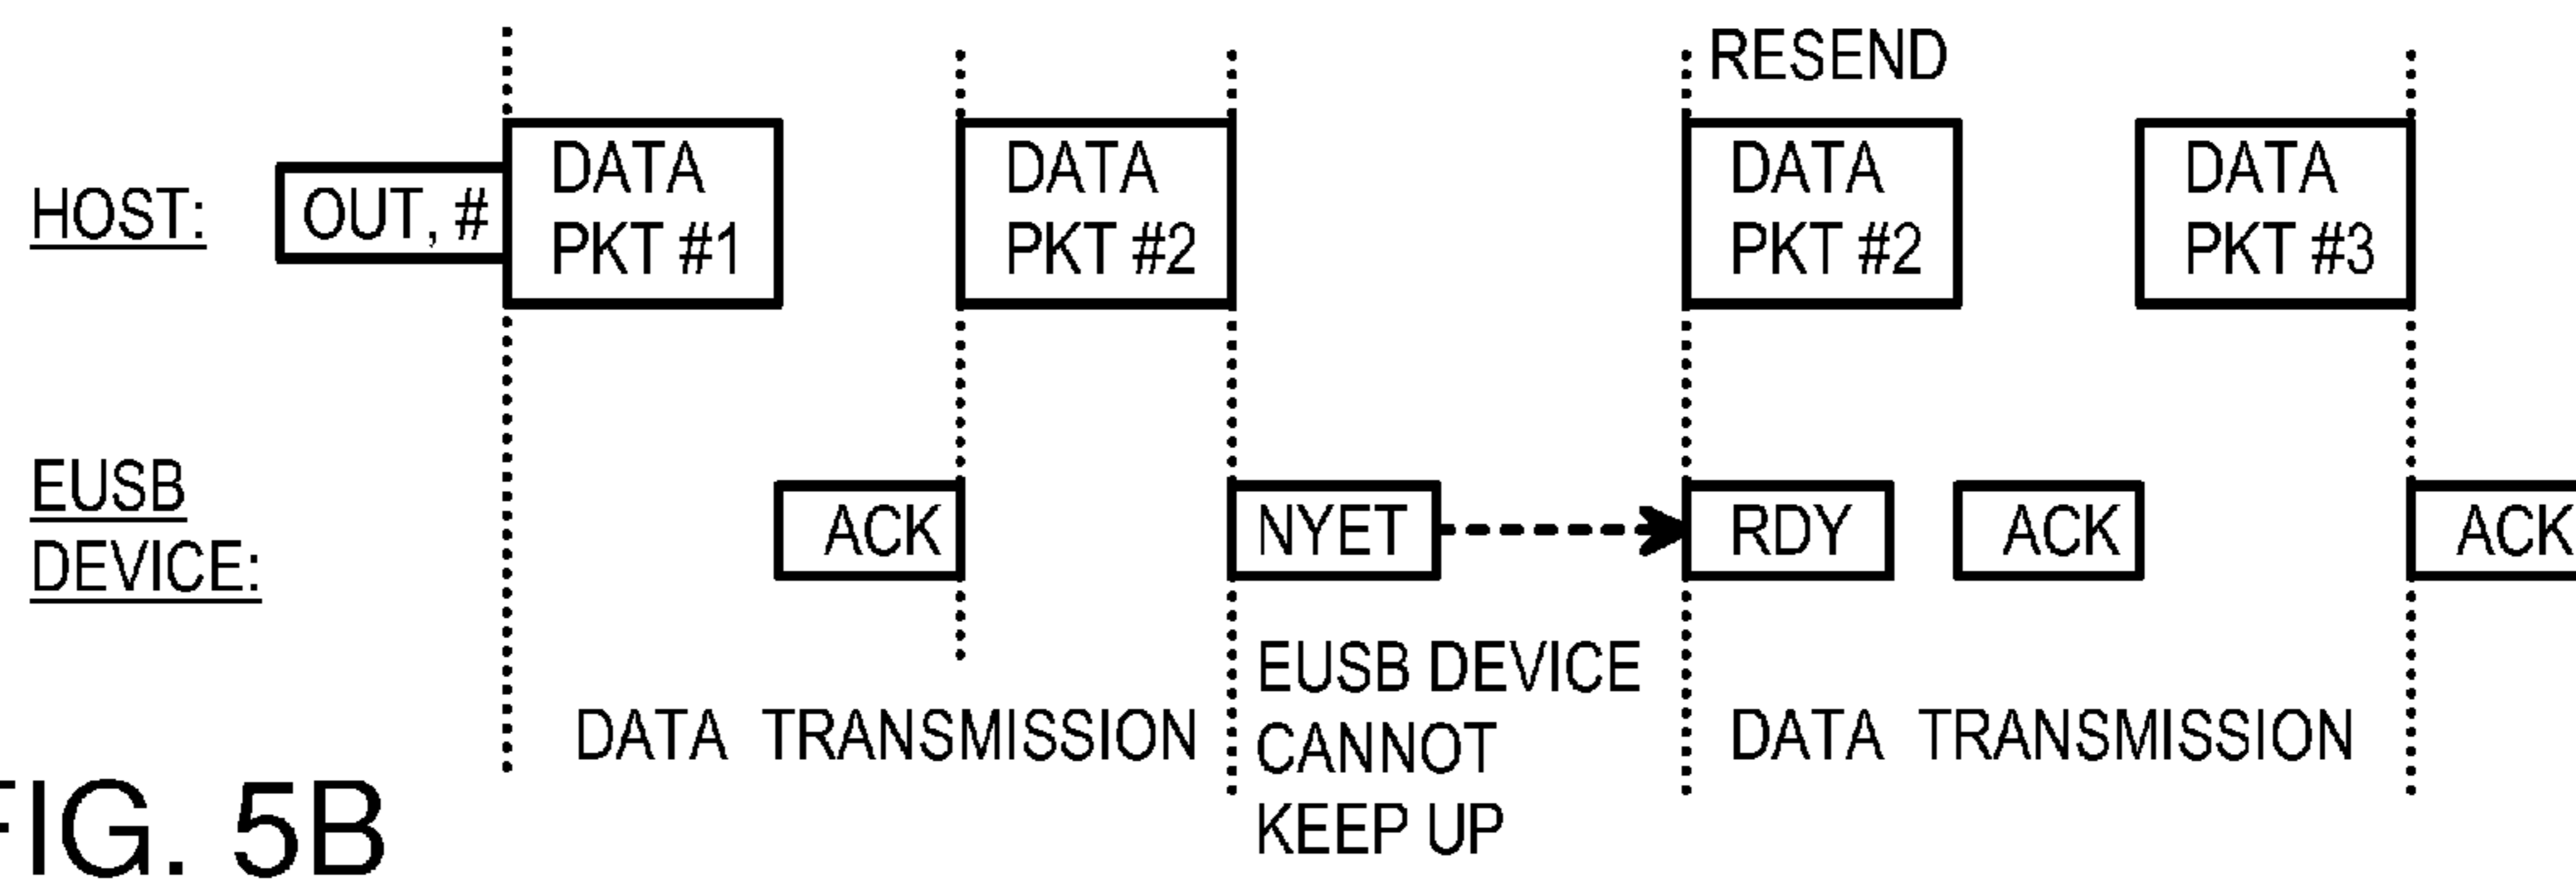 RESEND
HOST:
OUT, #
DATA
PKT #1
DATA
PKT #2
DATA
PKT #2
DATA
PKT #3
EUSB
DEVICE:
ACK
NYET
RDY
ACK
ACK
DATA TRANSMISSION
EUSB DEVICE
CANNOT
KEEP UP
DATA TRANSMISSION
FIG. 5B